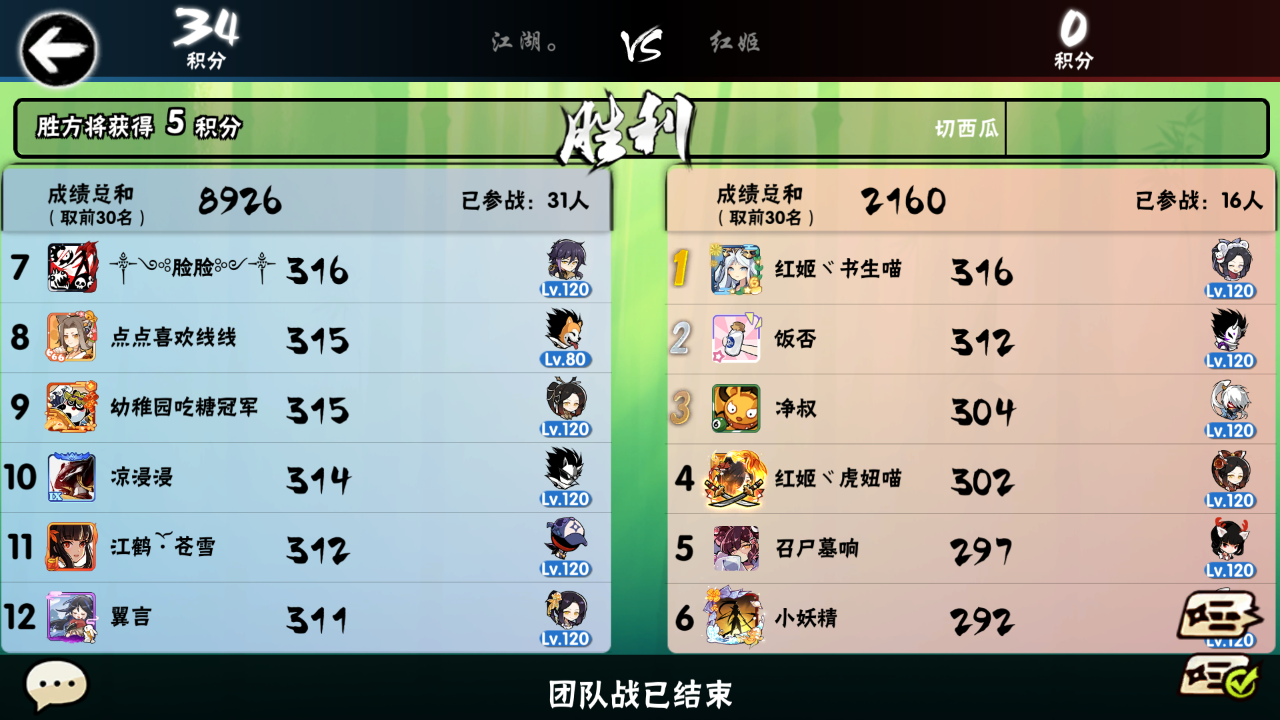 34
积分
江湖。
VS
红姬
0
积分
胜方将获得 5 积分
胜利
切西瓜
成绩总和
(取前30名)
8926
已参战：31人
7 脸脸 316 Lv.120
8 点点喜欢线线 315 Lv.80
9 幼稚园吃糖冠军 315 Lv.120
10 凉漫漫 314 Lv.120
11 江鹤·苍雪 312 Lv.120
12 翼言 311 Lv.120
成绩总和
(取前30名)
2160
已参战：16人
1 红姬ヾ书生喵 316 Lv.120
2 饭否 312 Lv.120
3 净叔 304 Lv.120
4 红姬ヾ虎妞喵 302 Lv.120
5 召尸墓响 297 Lv.120
6 小妖精 292 Lv.120
团队战已结束